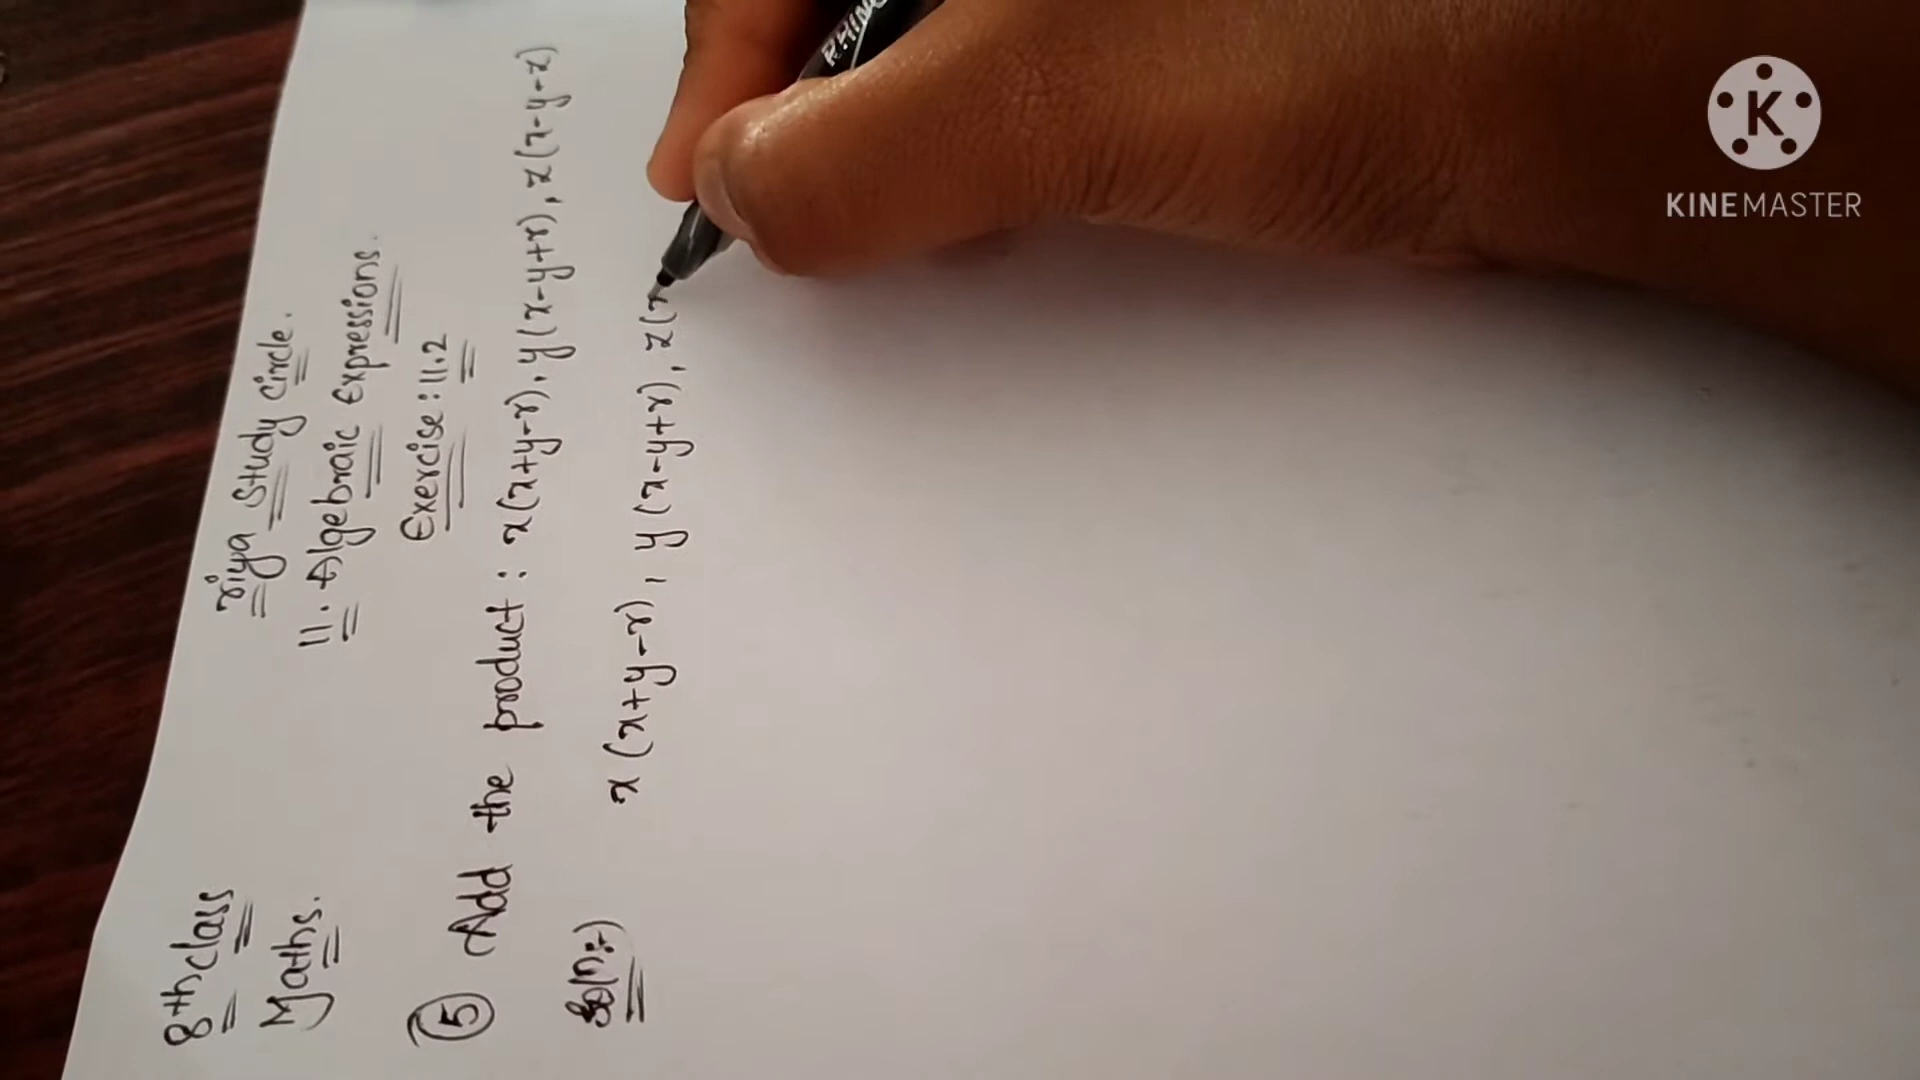 riya study circle.
8th class
11. Algebraic Expressions.
Maths.
Exercise: 11.2
5 Add the product: x(x+y-r), y(x-y+r), z(x-y-z)
Soln:-) x(x+y-r), y(x-y+r), z(x
KINEMASTER
K